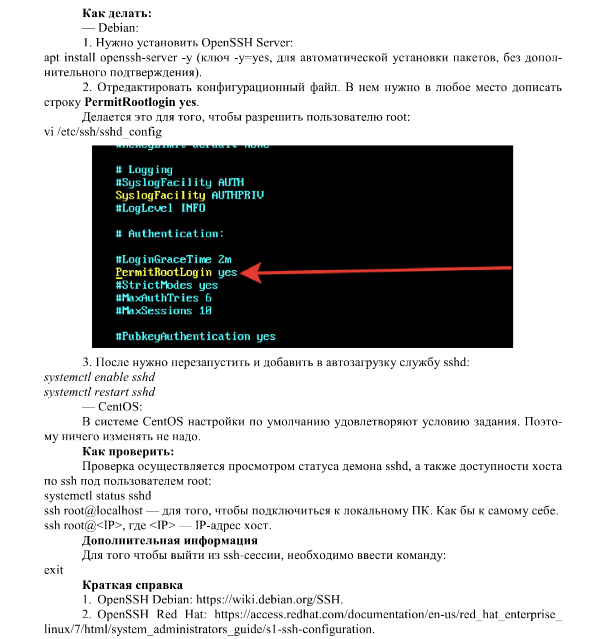 Как делать:
— Debian:
1. Нужно установить OpenSSH Server:
apt install openssh-server -y (ключ -y=yes, для автоматической установки пакетов, без допол-
нительного подтверждения).
2. Отредактировать конфигурационный файл. В нем нужно в любое место дописать
строку PermitRootlogin yes.
Делается это для того, чтобы разрешить пользователю root:
vi /etc/ssh/sshd_config
#RekeyLimit default none
# Logging
#SyslogFacility AUTH
SyslogFacility AUTHPRIV
#LogLevel INFO
# Authentication:
#LoginGraceTime 2m
PermitRootLogin yes
#StrictModes yes
#MaxAuthTries 6
#MaxSessions 10
#PubkeyAuthentication yes
3. После нужно перезапустить и добавить в автозагрузку службу sshd:
systemctl enable sshd
systemctl restart sshd
— CentOS:
В системе CentOS настройки по умолчанию удовлетворяют условию задания. Поэто-
му ничего изменять не надо.
Как проверить:
Проверка осуществляется просмотром статуса демона sshd, а также доступности хоста
по ssh под пользователем root:
systemctl status sshd
ssh root@localhost — для того, чтобы подключиться к локальному ПК. Как бы к самому себе.
ssh root@<IP>, где <IP> — IP-адрес хост.
Дополнительная информация
Для того чтобы выйти из ssh-сессии, необходимо ввести команду:
exit
Краткая справка
1. OpenSSH Debian: https://wiki.debian.org/SSH.
2. OpenSSH Red Hat: https://access.redhat.com/documentation/en-us/red_hat_enterprise_
linux/7/html/system_administrators_guide/s1-ssh-configuration.